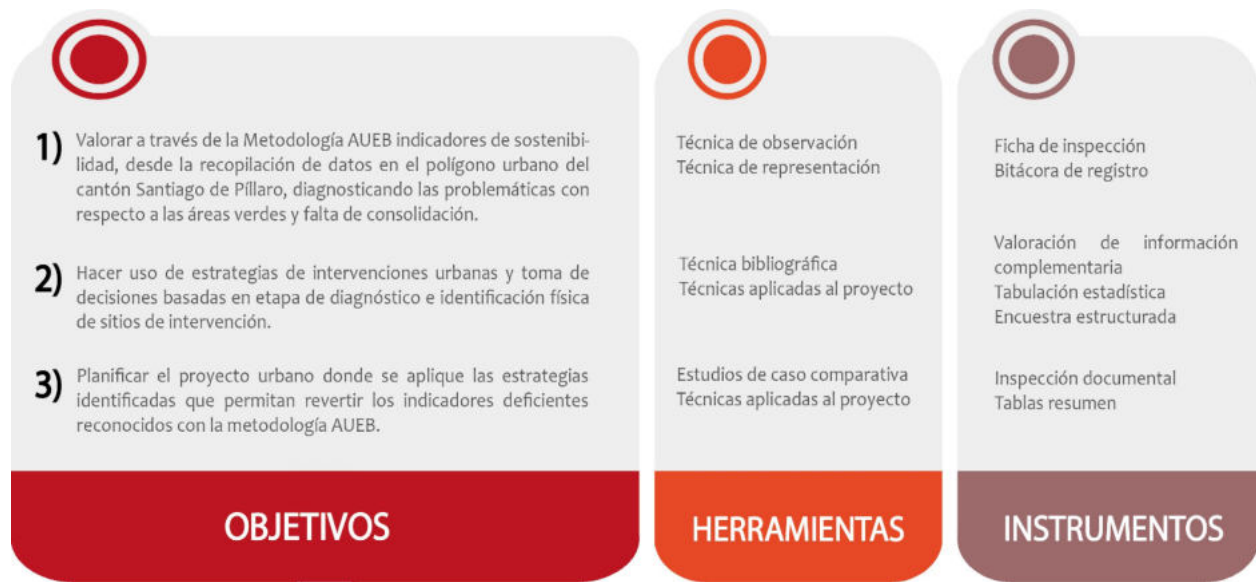 1) Valorar a través de la Metodología AUEB indicadores de sostenibi-
lidad, desde la recopilación de datos en el polígono urbano del
cantón Santiago de Píllaro, diagnosticando las problemáticas con
respecto a las áreas verdes y falta de consolidación.
2) Hacer uso de estrategias de intervenciones urbanas y toma de
decisiones basadas en etapa de diagnóstico e identificación física
de sitios de intervención.
3) Planificar el proyecto urbano donde se aplique las estrategias
identificadas que permitan revertir los indicadores deficientes
reconocidos con la metodología AUEB.
OBJETIVOS
Técnica de observación
Técnica de representación
Técnica bibliográfica
Técnicas aplicadas al proyecto
Estudios de caso comparativa
Técnicas aplicadas al proyecto
HERRAMIENTAS
Ficha de inspección
Bitácora de registro
Valoración de información
complementaria
Tabulación estadística
Encuestra estructurada
Inspección documental
Tablas resumen
INSTRUMENTOS